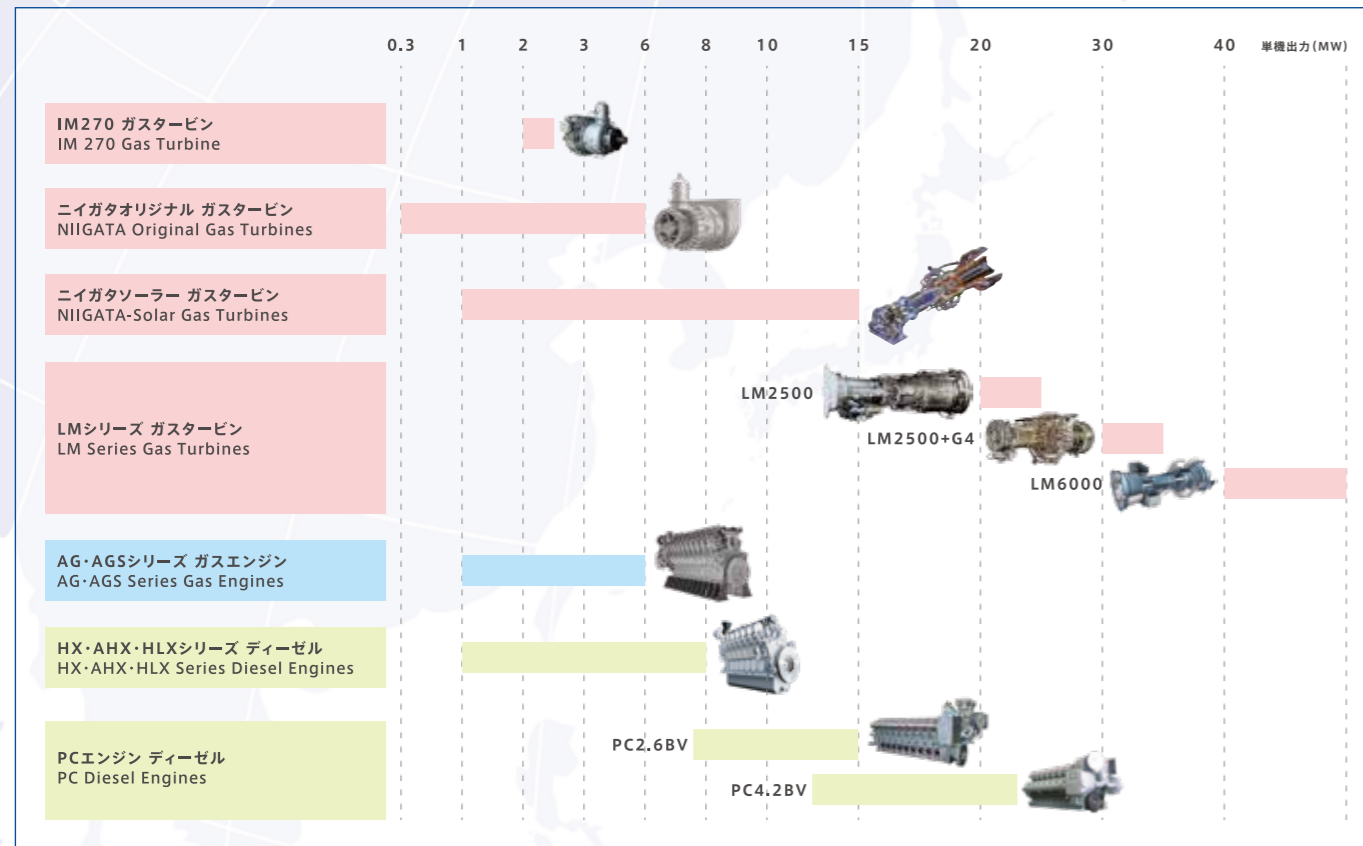 0.3 1 2 3 6 8 10 15 20 30 40 単機出力(MW)
IM270 ガスタービン
IM 270 Gas Turbine
ニイガタオリジナル ガスタービン
NIIGATA Original Gas Turbines
ニイガタソーラー ガスタービン
NIIGATA-Solar Gas Turbines
LMシリーズ ガスタービン
LM Series Gas Turbines
LM2500
LM2500+G4
LM6000
AG・AGSシリーズ ガスエンジン
AG・AGS Series Gas Engines
HX・AHX・HLXシリーズ ディーゼル
HX・AHX・HLX Series Diesel Engines
PCエンジン ディーゼル
PC Diesel Engines
PC2.6BV
PC4.2BV